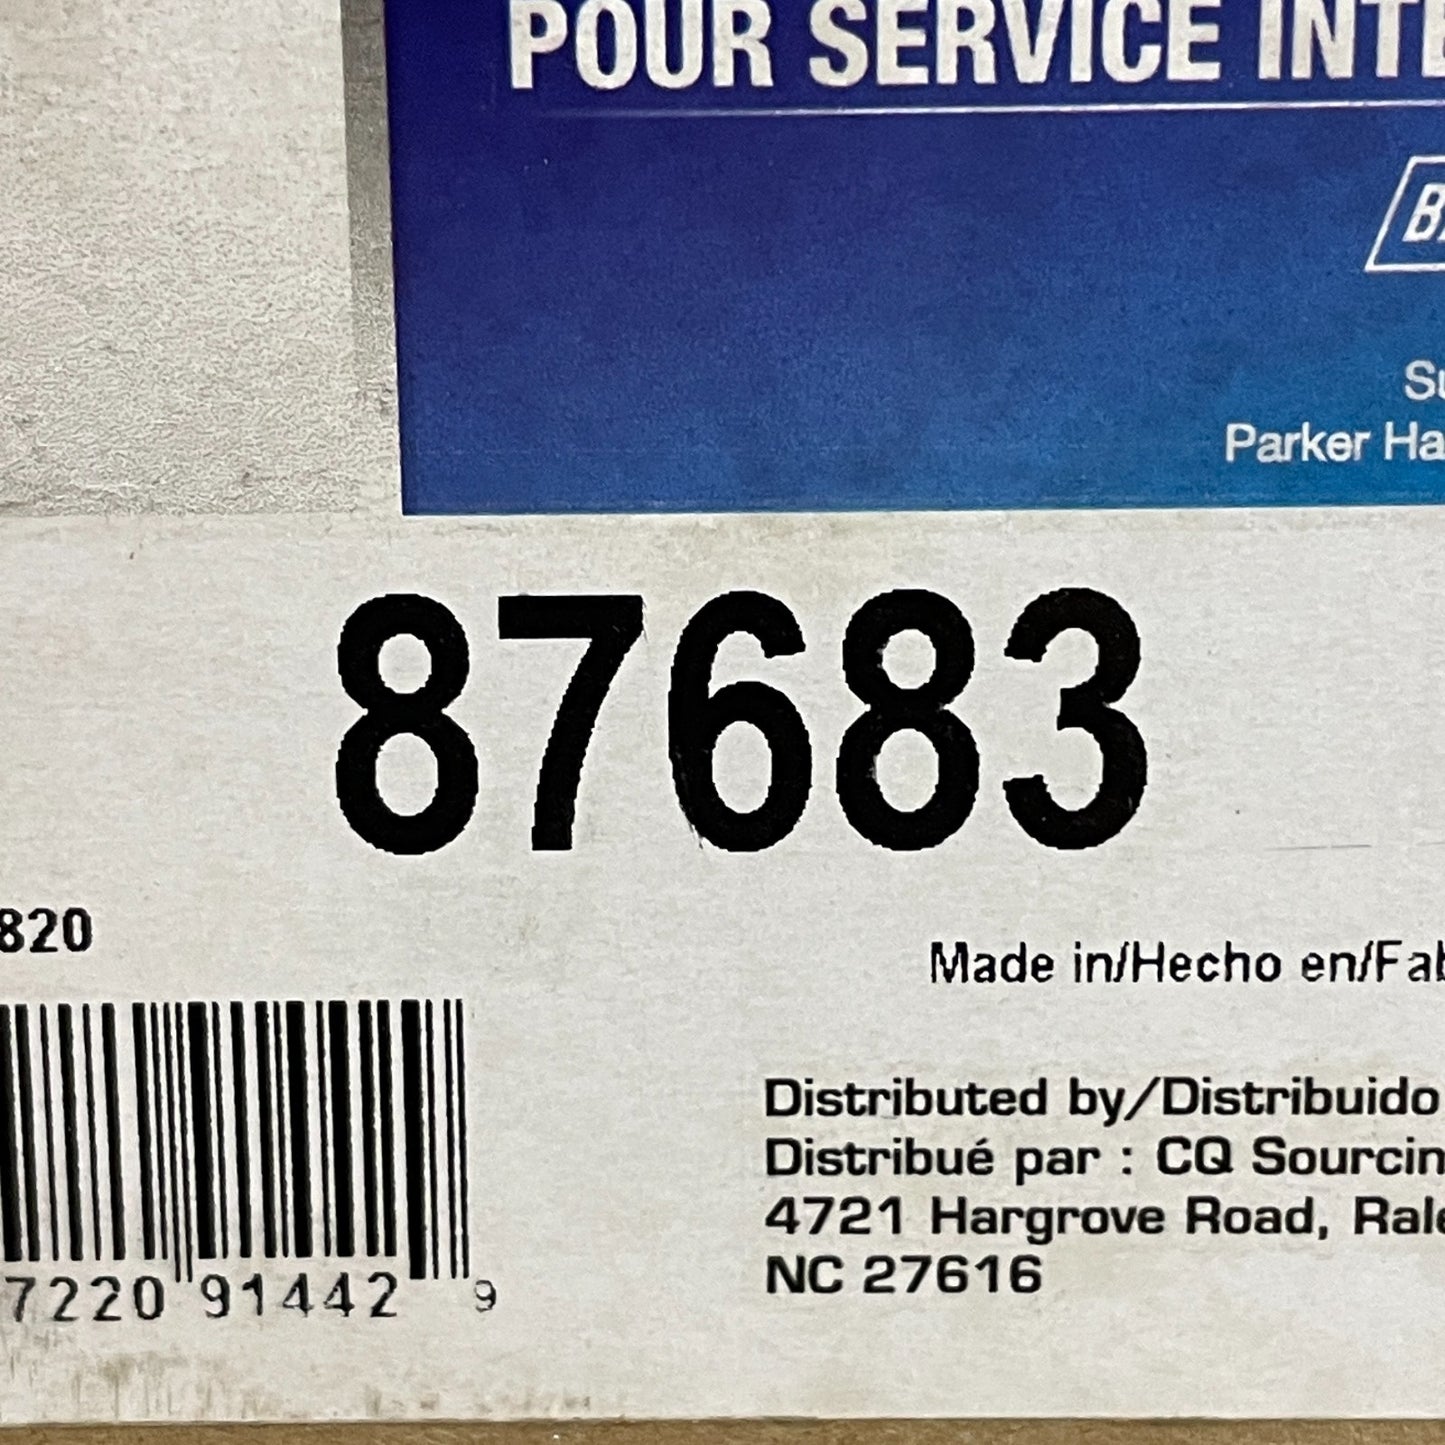 POUR SERVICE INTE
Parker Ha
87683
820
Made in/Hecho en/Fab
7220 91442 9
Distributed by/Distribuido
Distribué par : CQ Sourcin
4721 Hargrove Road, Rale
NC 27616